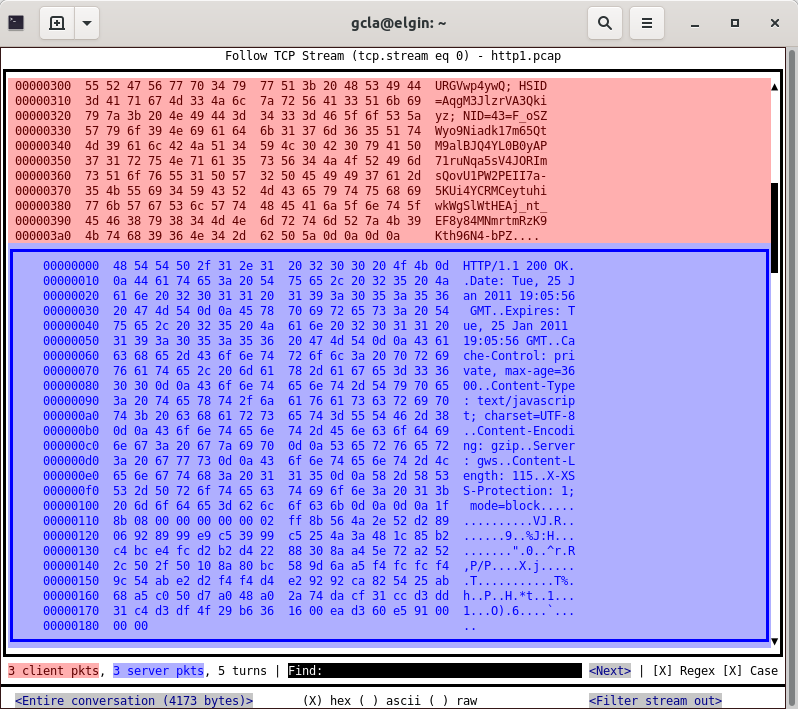 gcla@elgin: ~
Follow TCP Stream (tcp.stream eq 0) - http1.pcap
00000300  55 52 47 56 77 70 34 79  77 51 3b 20 48 53 49 44  URGVwp4ywQ; HSID
00000310  3d 41 71 67 4d 33 4a 6c  7a 72 56 41 33 51 6b 69  =AqgM3JlzrVA3Qki
00000320  79 7a 3b 20 4e 49 44 3d  34 33 3d 46 5f 6f 53 5a  yz; NID=43=F_oSZ
00000330  57 79 6f 39 4e 69 61 64  6b 31 37 6d 36 35 51 74  Wyo9Niadk17m65Qt
00000340  4d 39 61 6c 42 4a 51 34  59 4c 30 42 30 79 41 50  M9alBJQ4YL0B0yAP
00000350  37 31 72 75 4e 71 61 35  73 56 34 4a 4f 52 49 6d  71ruNqa5sV4JORIm
00000360  73 51 6f 76 55 31 50 57  32 50 45 49 49 37 61 2d  sQovU1PW2PEII7a-
00000370  35 4b 55 69 34 59 43 52  4d 43 65 79 74 75 68 69  5KUi4YCRMCeytuhi
00000380  77 6b 57 67 53 6c 57 74  48 45 41 6a 5f 6e 74 5f  wkWgSlWtHEAj_nt_
00000390  45 46 38 79 38 34 4d 4e  6d 72 74 6d 52 7a 4b 39  EF8y84MNmrtmRzK9
000003a0  4b 74 68 39 36 4e 34 2d  62 50 5a 0d 0a 0d 0a  Kth96N4-bPZ....
00000000  48 54 54 50 2f 31 2e 31  20 32 30 30 20 4f 4b 0d  HTTP/1.1 200 OK.
00000010  0a 44 61 74 65 3a 20 54  75 65 2c 20 32 35 20 4a  .Date: Tue, 25 J
00000020  61 6e 20 32 30 31 31 20  31 39 3a 30 35 3a 35 36  an 2011 19:05:56
00000030  20 47 4d 54 0d 0a 45 78  70 69 72 65 73 3a 20 54   GMT..Expires: T
00000040  75 65 2c 20 32 35 20 4a  61 6e 20 32 30 31 31 20  ue, 25 Jan 2011
00000050  31 39 3a 30 35 3a 35 36  20 47 4d 54 0d 0a 43 61  19:05:56 GMT..Ca
00000060  63 68 65 2d 43 6f 6e 74  72 6f 6c 3a 20 70 72 69  che-Control: pri
00000070  76 61 74 65 2c 20 6d 61  78 2d 61 67 65 3d 33 36  vate, max-age=36
00000080  30 30 0d 0a 43 6f 6e 74  65 6e 74 2d 54 79 70 65  00..Content-Type
00000090  3a 20 74 65 78 74 2f 6a  61 76 61 73 63 72 69 70  : text/javascrip
000000a0  74 3b 20 63 68 61 72 73  65 74 3d 55 54 46 2d 38  t; charset=UTF-8
000000b0  0d 0a 43 6f 6e 74 65 6e  74 2d 45 6e 63 6f 64 69  ..Content-Encodi
000000c0  6e 67 3a 20 67 7a 69 70  0d 0a 53 65 72 76 65 72  ng: gzip..Server
000000d0  3a 20 67 77 73 0d 0a 43  6f 6e 74 65 6e 74 2d 4c  : gws..Content-L
000000e0  65 6e 67 74 68 3a 20 31  31 35 0d 0a 58 2d 58 53  ength: 115..X-XS
000000f0  53 2d 50 72 6f 74 65 63  74 69 6f 6e 3a 20 31 3b  S-Protection: 1;
00000100  20 6d 6f 64 65 3d 62 6c  6f 63 6b 0d 0a 0d 0a 1f   mode=block.....
00000110  8b 08 00 00 00 00 00 02  ff 8b 56 4a 2e 52 d2 89  ..........VJ.R..
00000120  06 92 89 99 e9 c5 39 99  c5 25 4a 3a 48 1c 85 b2  ......9..%J:H...
00000130  c4 bc e4 fc d2 b2 d4 22  88 30 8a a4 5e 72 a2 52  .......".0..^r.R
00000140  2c 50 2f 50 10 8a 80 bc  58 9d 6a a5 f4 fc fc f4  ,P/P....X.j.....
00000150  9c 54 ab e2 d2 f4 f4 d4  e2 92 92 ca 82 54 25 ab  .T...........T%.
00000160  68 a5 c0 50 d7 a0 48 a0  2a 74 da cf 31 cc d3 dd  h..P..H.*t..1...
00000170  31 c4 d3 df 4f 29 b6 36  16 00 ea d3 60 e5 91 00  1...O).6....`...
00000180  00 00  ..
3 client pkts, 3 server pkts, 5 turns | Find: <Next> | [X] Regex [X] Case
<Entire conversation (4173 bytes)> (X) hex ( ) ascii ( ) raw <Filter stream out>